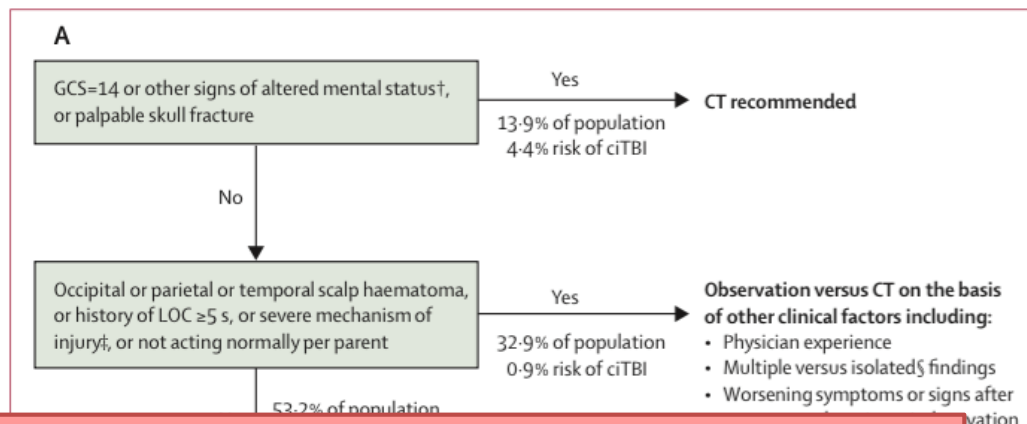 A
GCS=14 or other signs of altered mental status†,
or palpable skull fracture
Yes
13·9% of population
4·4% risk of ciTBI
CT recommended
No
Occipital or parietal or temporal scalp haematoma,
or history of LOC ≥5 s, or severe mechanism of
injury‡, or not acting normally per parent
Yes
32·9% of population
0·9% risk of ciTBI
Observation versus CT on the basis
of other clinical factors including:
• Physician experience
• Multiple versus isolated§ findings
• Worsening symptoms or signs after
53·2% of population